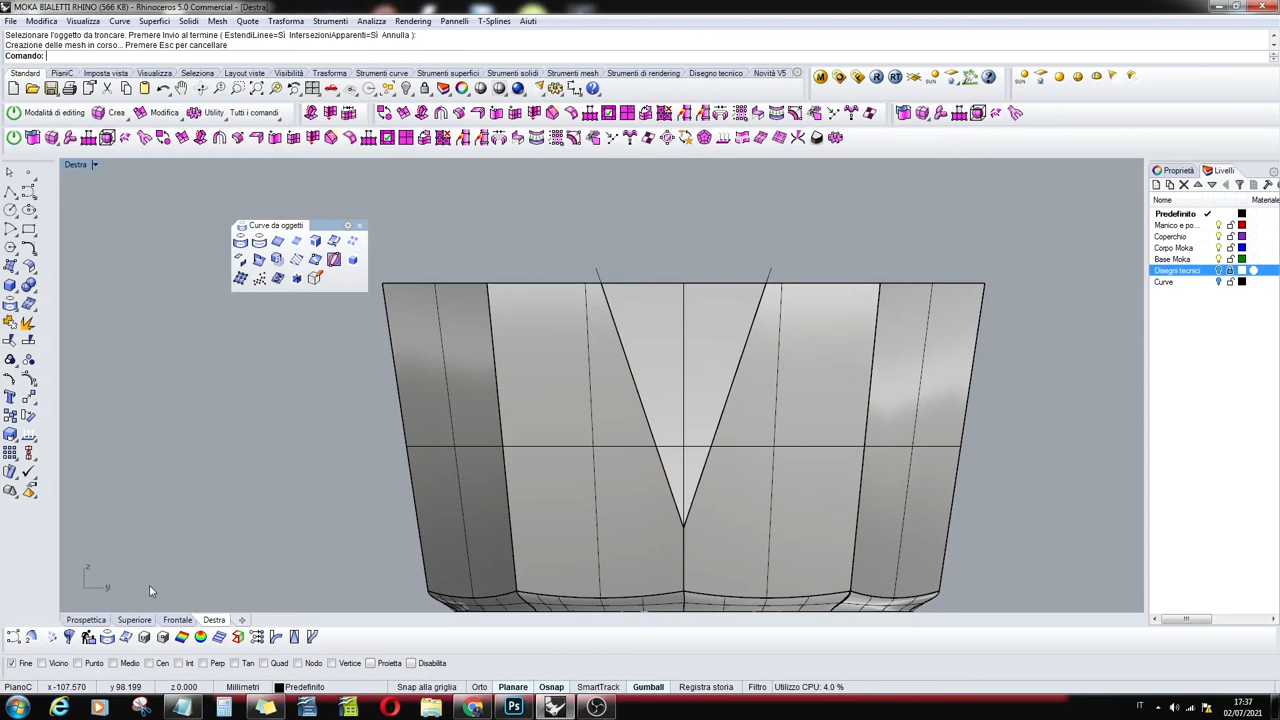 MOKA BIALETTI RHINO (566 KB) - Rhinoceros 5.0 Commercial - [Destra]
File Modifica Visualizza Curve Superfici Solidi Mesh Quote Trasforma Strumenti Analizza Rendering Pannelli T-Splines Aiuti
Selezionare l'oggetto da troncare. Premere Invio al termine ( EstendiLinee=Sì IntersezioniApparenti=Sì Annulla ):
Creazione delle mesh in corso... Premere Esc per cancellare
Comando:
Standard PianiC Imposta vista Visualizza Seleziona Layout viste Visibilità Trasforma Strumenti curve Strumenti superfici Strumenti solidi Strumenti mesh Strumenti di rendering Disegno tecnico Novità V5
Modalità di editing Crea Modifica Utility Tutti i comandi
Destra
Proprietà Livelli
Nome Materiale
Predefinito
Manico e po...
Coperchio
Corpo Moka
Base Moka
Disegni tecnici
Curve
Curve da oggetti
z
y
Prospettica Superiore Frontale Destra
Fine Vicino Punto Medio Cen Int Perp Tan Quad Nodo Vertice Proietta Disabilita
PianoC x -107.570 y 98.199 z 0.000 Millimetri Predefinito Snap alla griglia Orto Planare Osnap SmartTrack Gumball Registra storia Filtro Utilizzo CPU: 4.0 %
IT 17:37
02/07/2021